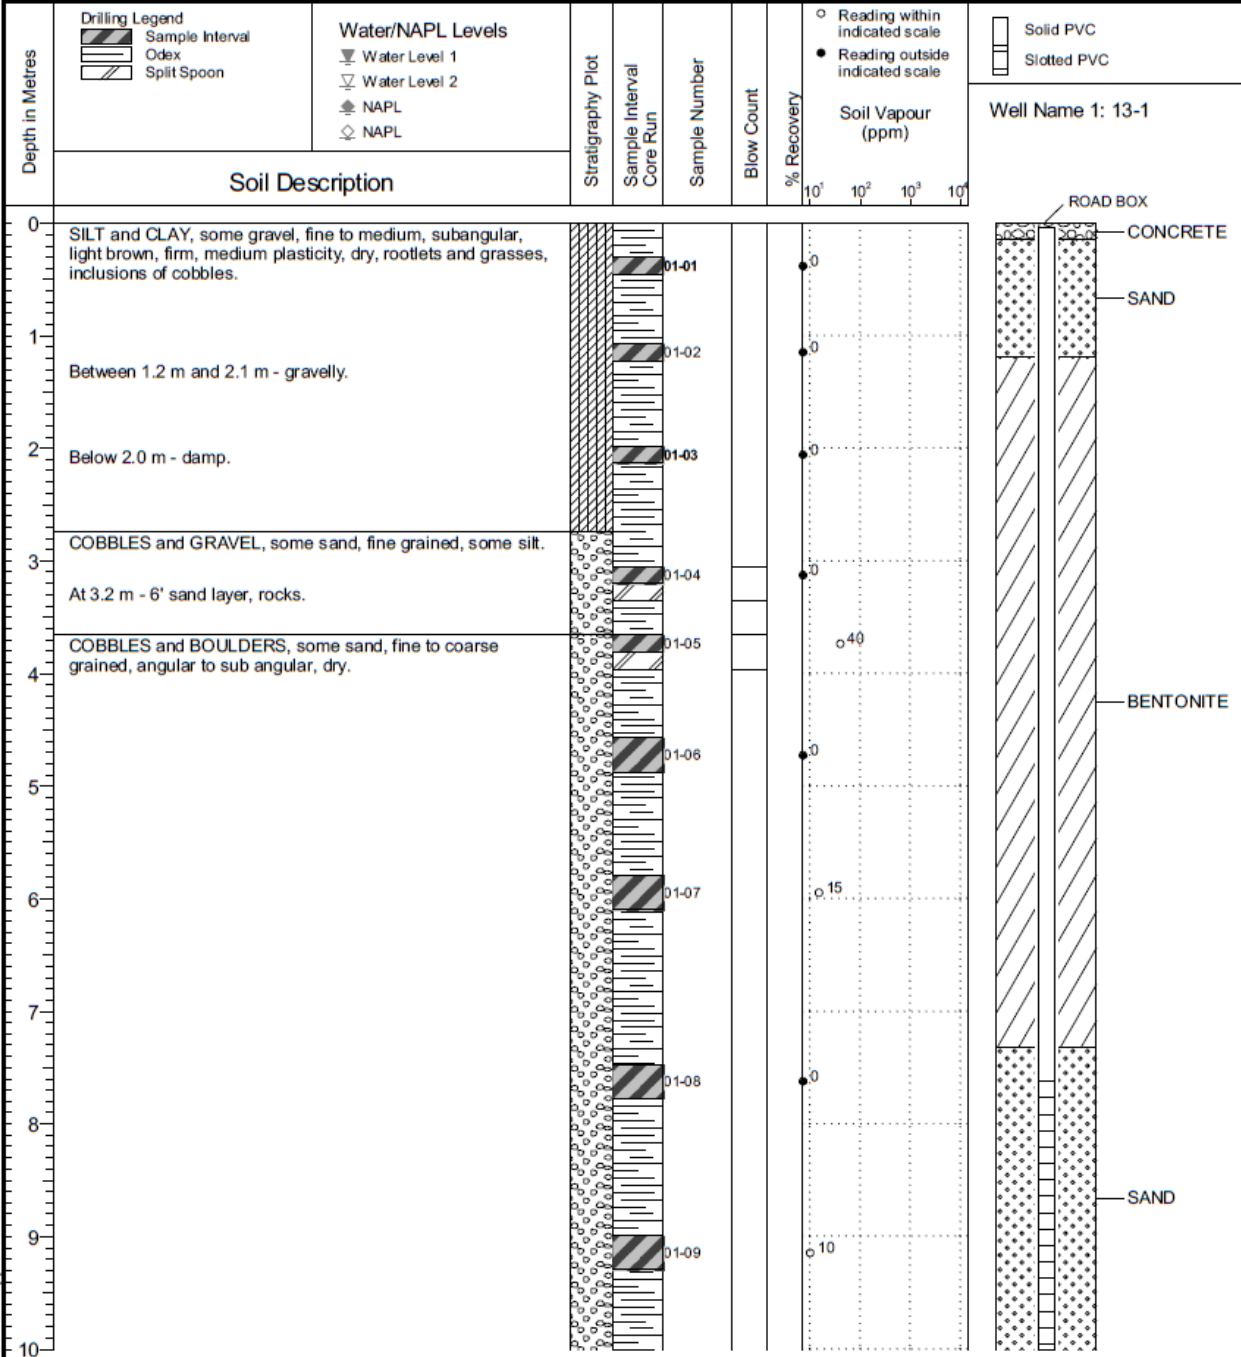 Drilling Legend
Sample Interval
Odex
Split Spoon
Water/NAPL Levels
Water Level 1
Water Level 2
NAPL
NAPL
Reading within
indicated scale
Reading outside
indicated scale
Solid PVC
Slotted PVC
Depth in Metres
Soil Description
Stratigraphy Plot
Sample Interval
Core Run
Sample Number
Blow Count
% Recovery
Soil Vapour
(ppm)
10¹ 10² 10³ 10⁴
Well Name 1: 13-1
ROAD BOX
0
SILT and CLAY, some gravel, fine to medium, subangular,
light brown, firm, medium plasticity, dry, rootlets and grasses,
inclusions of cobbles.
CONCRETE
01-01
0
SAND
1
01-02
0
Between 1.2 m and 2.1 m - gravelly.
2
Below 2.0 m - damp.
01-03
0
COBBLES and GRAVEL, some sand, fine grained, some silt.
3
01-04
0
At 3.2 m - 6' sand layer, rocks.
COBBLES and BOULDERS, some sand, fine to coarse
grained, angular to sub angular, dry.
01-05
40
4
BENTONITE
01-06
0
5
01-07
15
6
7
01-08
0
8
SAND
9
01-09
10
10